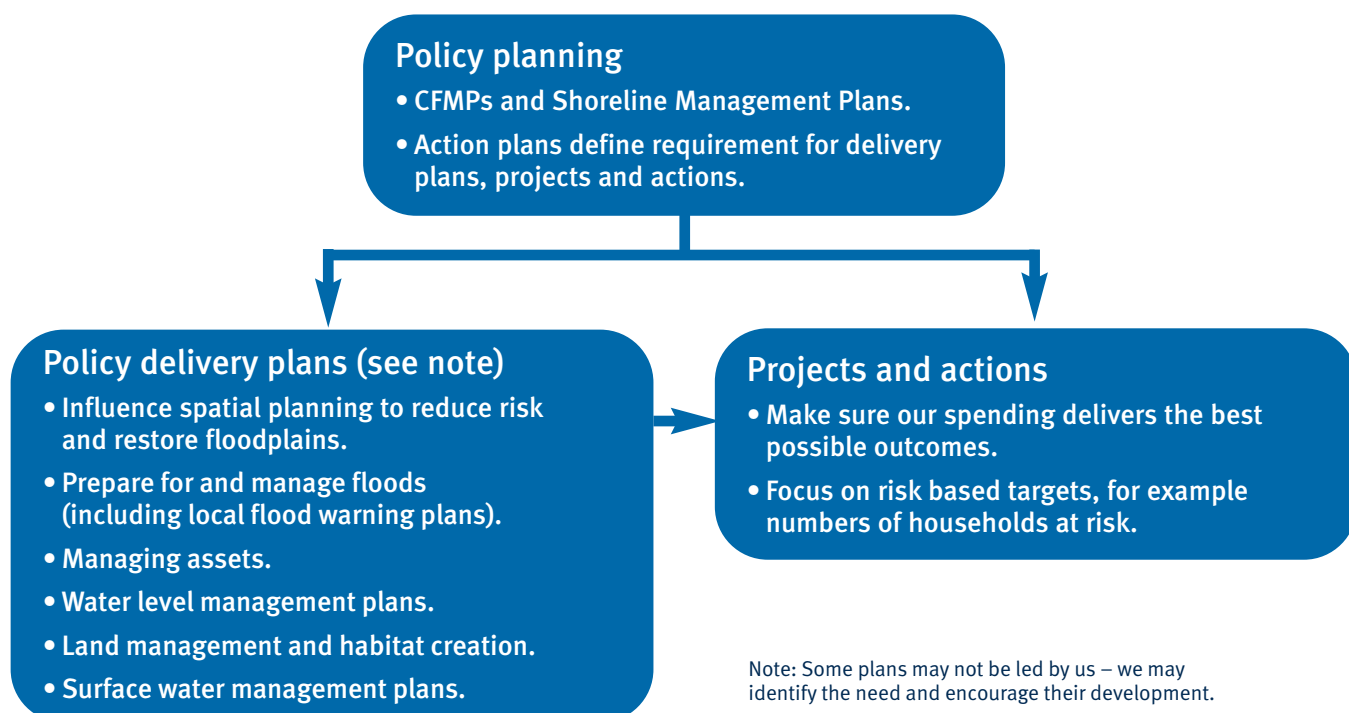 Policy planning
• CFMPs and Shoreline Management Plans.
• Action plans define requirement for delivery
plans, projects and actions.
Policy delivery plans (see note)
• Influence spatial planning to reduce risk
and restore floodplains.
• Prepare for and manage floods
(including local flood warning plans).
• Managing assets.
• Water level management plans.
• Land management and habitat creation.
• Surface water management plans.
Projects and actions
• Make sure our spending delivers the best
possible outcomes.
• Focus on risk based targets, for example
numbers of households at risk.
Note: Some plans may not be led by us – we may
identify the need and encourage their development.